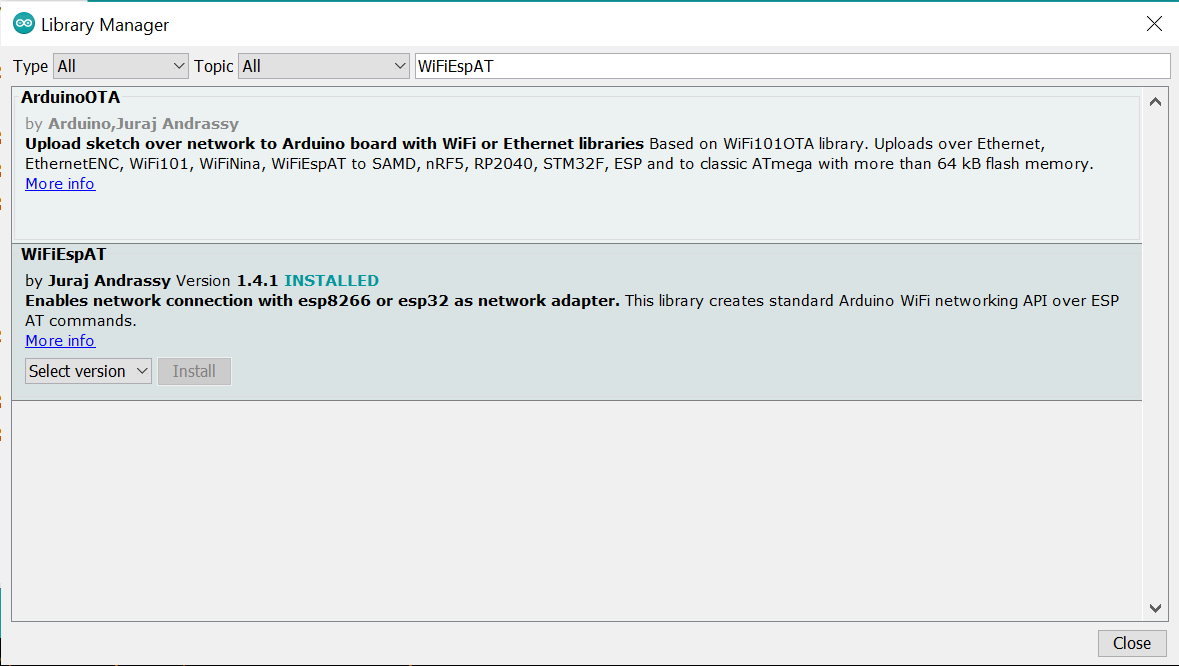 Library Manager
Type All Topic All WiFiEspAT
ArduinoOTA
by Arduino,Juraj Andrassy
Upload sketch over network to Arduino board with WiFi or Ethernet libraries Based on WiFi101OTA library. Uploads over Ethernet,
EthernetENC, WiFi101, WiFiNina, WiFiEspAT to SAMD, nRF5, RP2040, STM32F, ESP and to classic ATmega with more than 64 kB flash memory.
More info
WiFiEspAT
by Juraj Andrassy Version 1.4.1 INSTALLED
Enables network connection with esp8266 or esp32 as network adapter. This library creates standard Arduino WiFi networking API over ESP
AT commands.
More info
Select version Install
Close